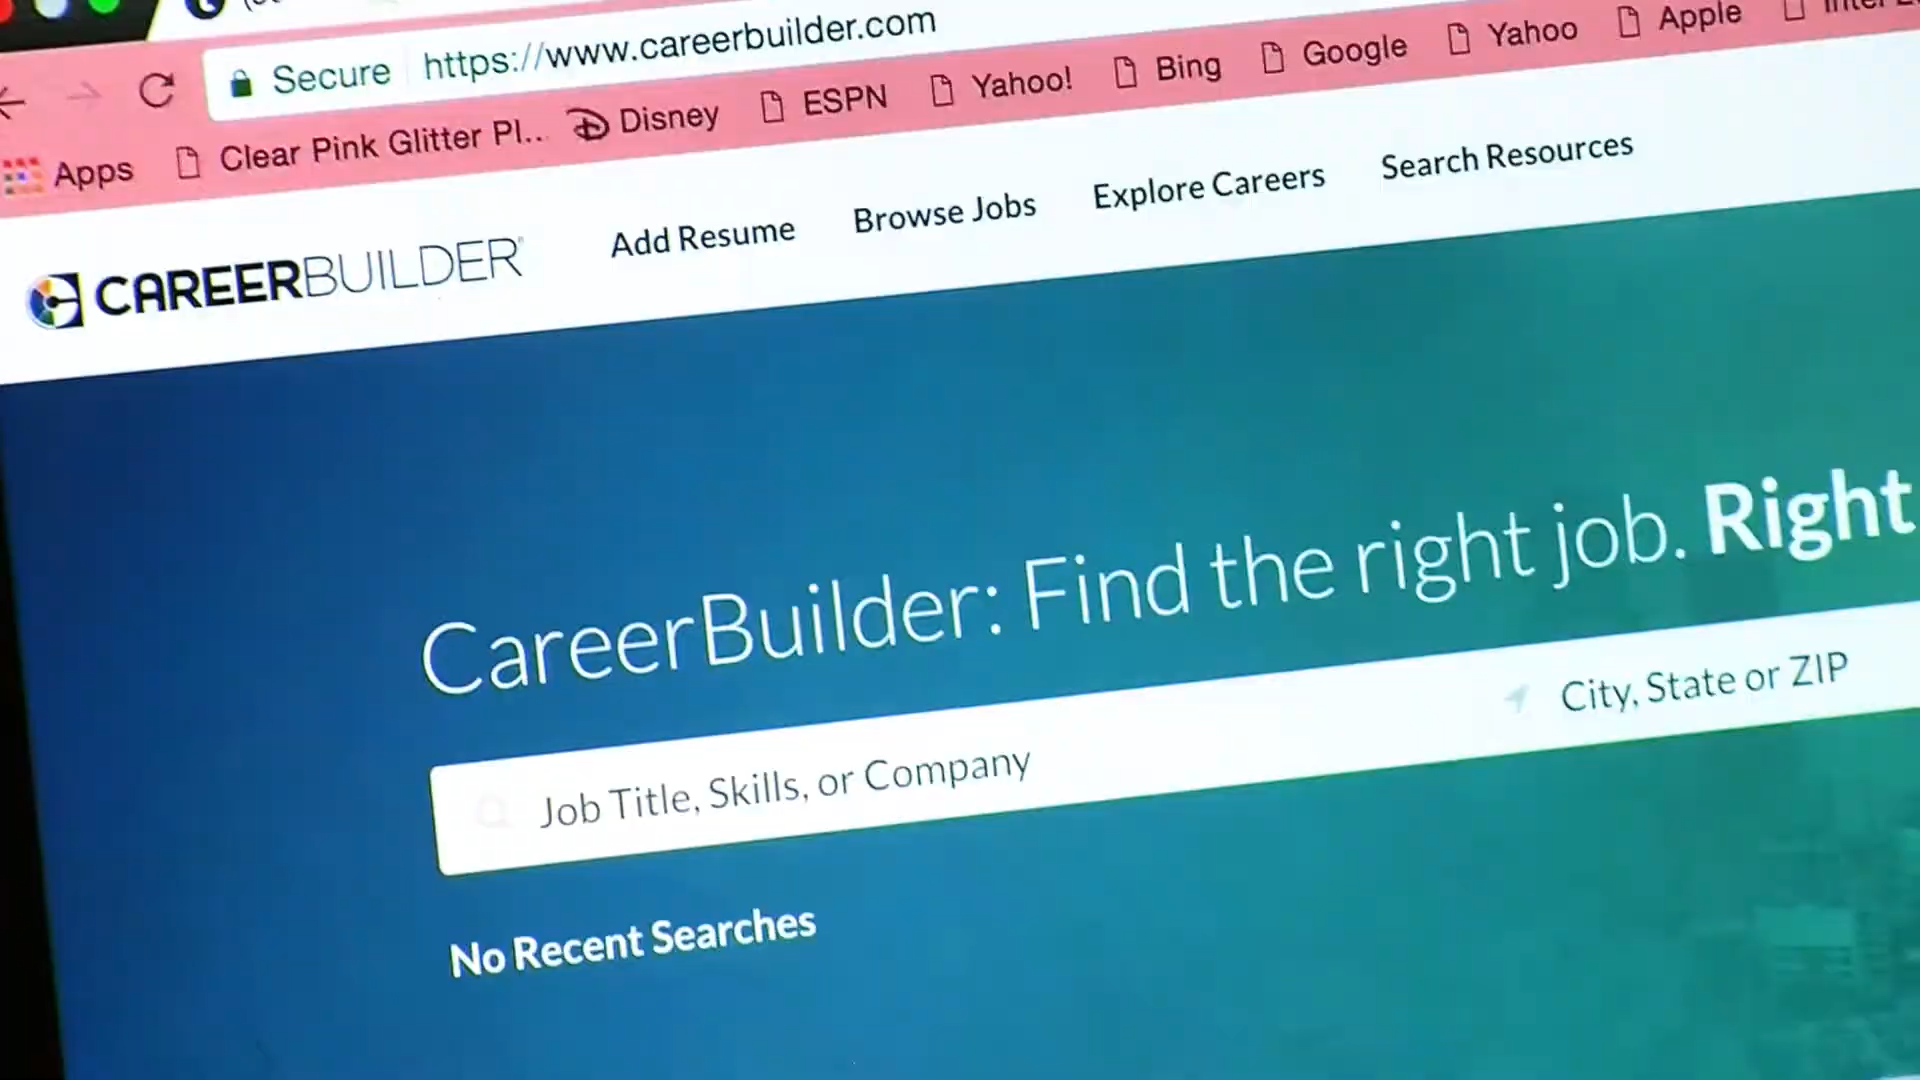 Secure https://www.careerbuilder.com
Apps Clear Pink Glitter Pl... Disney ESPN Yahoo! Bing Google Yahoo Apple
CAREERBUILDER Add Resume Browse Jobs Explore Careers Search Resources
CareerBuilder: Find the right job. Right
Job Title, Skills, or Company City, State or ZIP
No Recent Searches